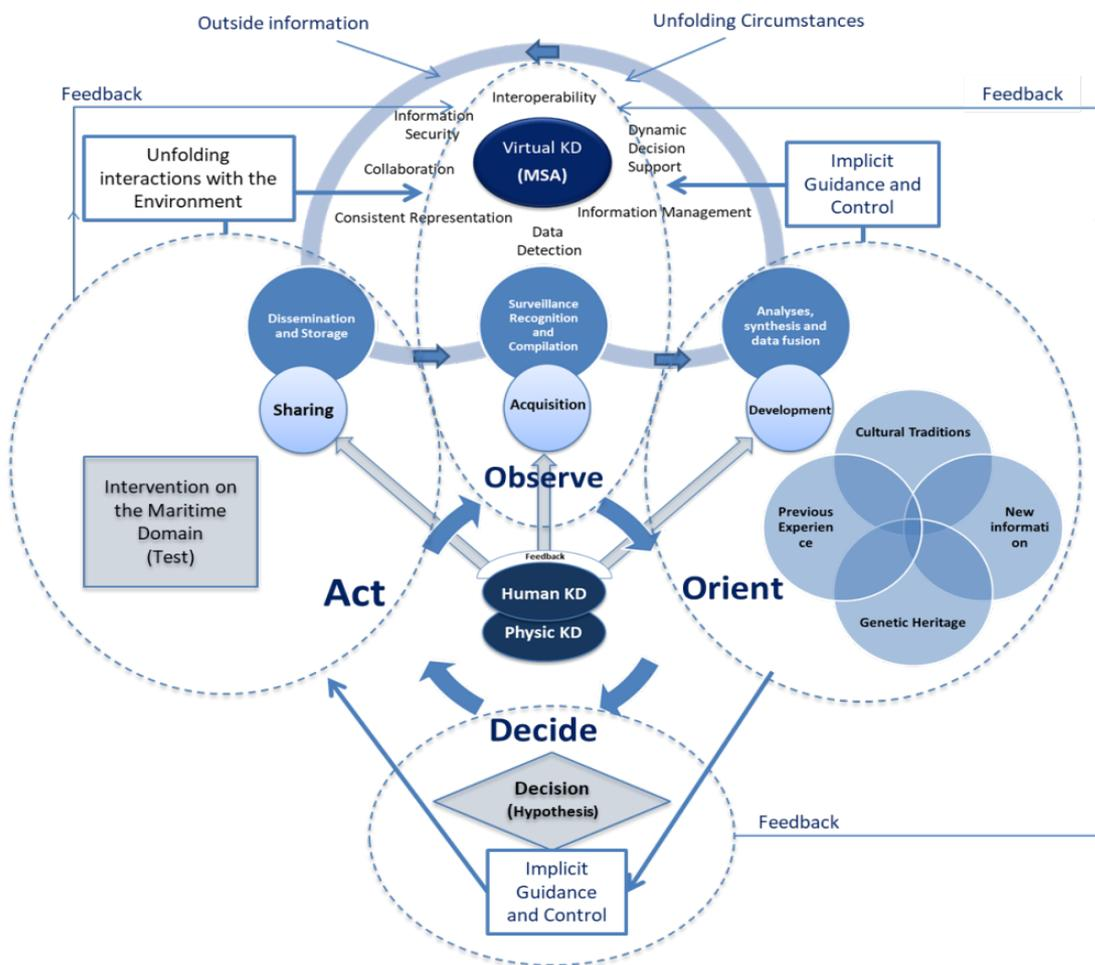 Outside information
Unfolding Circumstances
Feedback
Feedback
Interoperability
Information
Security
Dynamic
Decision
Support
Virtual KD
(MSA)
Unfolding
interactions with the
Environment
Collaboration
Implicit
Guidance and
Control
Consistent Representation
Information Management
Data
Detection
Dissemination
and Storage
Surveillance
Recognition
and
Compilation
Analyses,
synthesis and
data fusion
Sharing
Acquisition
Development
Cultural Traditions
Previous
Experien
ce
New
informati
on
Genetic Heritage
Observe
Intervention on
the Maritime
Domain
(Test)
Feedback
Human KD
Physic KD
Act
Orient
Decide
Decision
(Hypothesis)
Feedback
Implicit
Guidance
and Control